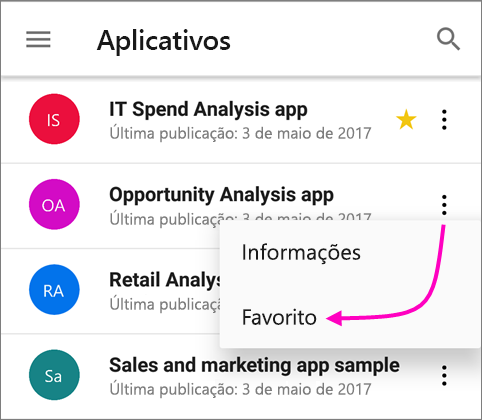 Aplicativos
IS
IT Spend Analysis app
Última publicação: 3 de maio de 2017
OA
Opportunity Analysis app
Última publicação: 3 de maio de 2017
Informações
RA
Retail Analys
Última publicaçã
Favorito
Sa
Sales and marketing app sample
Última publicação: 3 de maio de 2017